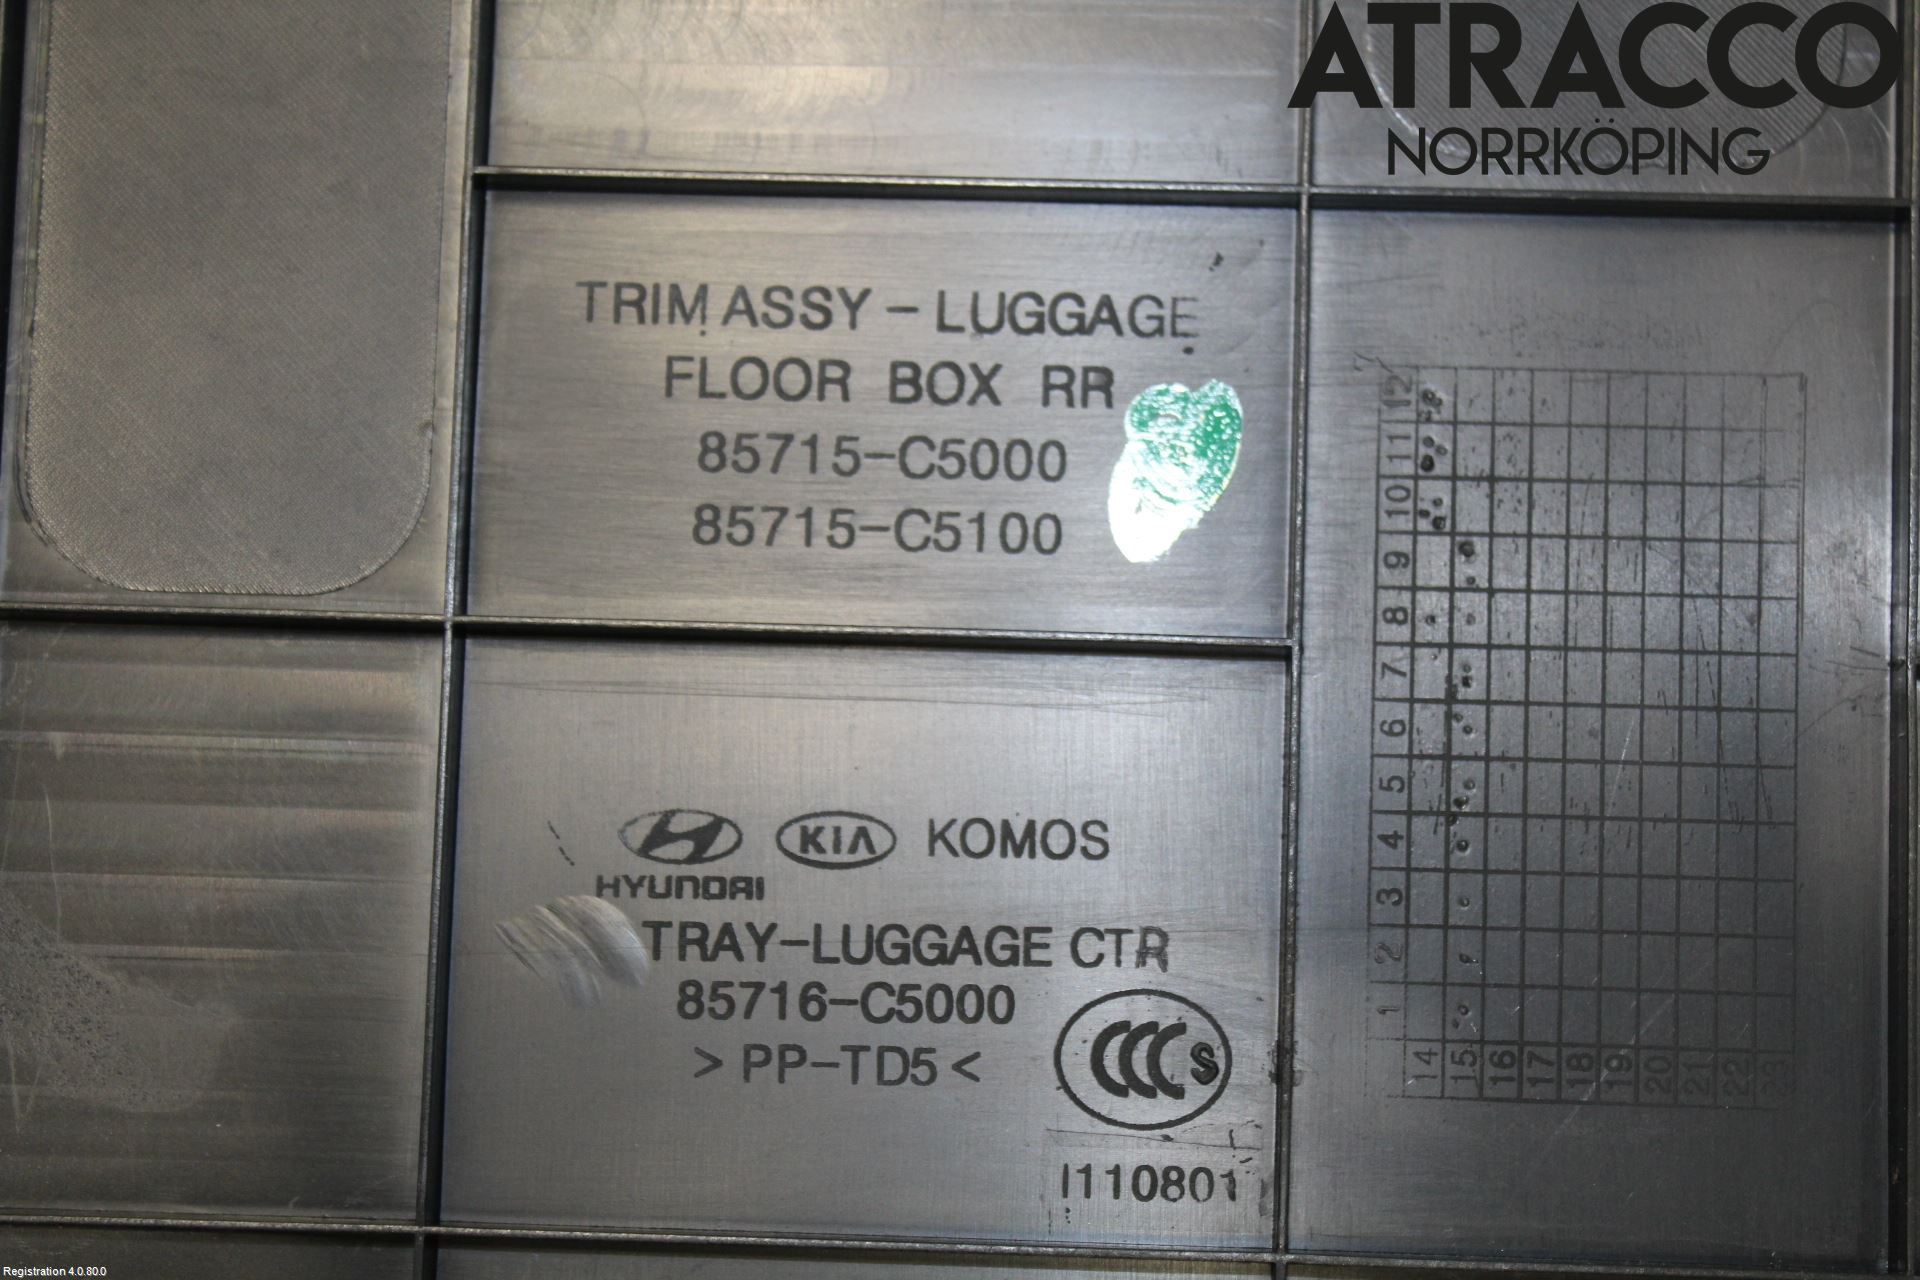 ATRACCO
NORRKÖPING
TRIM ASSY - LUGGAGE
FLOOR BOX RR
85715-C5000
85715-C5100
HYUNDAI KIA KOMOS
TRAY-LUGGAGE CTR
85716-C5000
>PP-TD5<
CCC S
I110801
12
11
10
9
8
7
6
5
4
3
2
1
14 15 16 17 18 19 20 21 22 23
Registration 4.0.80.0